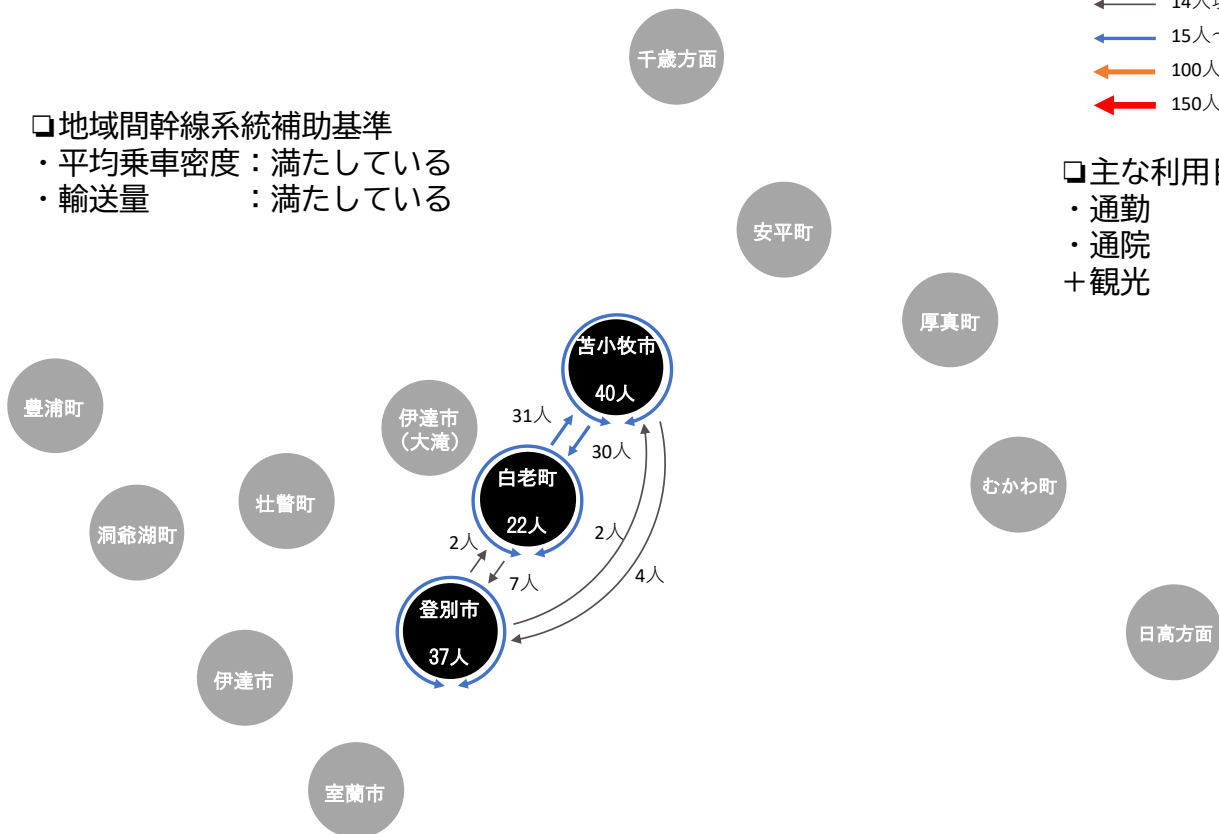 14人
15人~
100人
150人
❏地域間幹線系統補助基準
・平均乗車密度:満たしている
・輸送量　　　:満たしている
❏主な利用
・通勤
・通院
+観光
千歳方面
安平町
厚真町
苫小牧市
40人
豊浦町
伊達市
(大滝)
31人
30人
白老町
22人
壮瞥町
洞爺湖町
むかわ町
2人
7人
2人
4人
登別市
37人
日高方面
伊達市
室蘭市